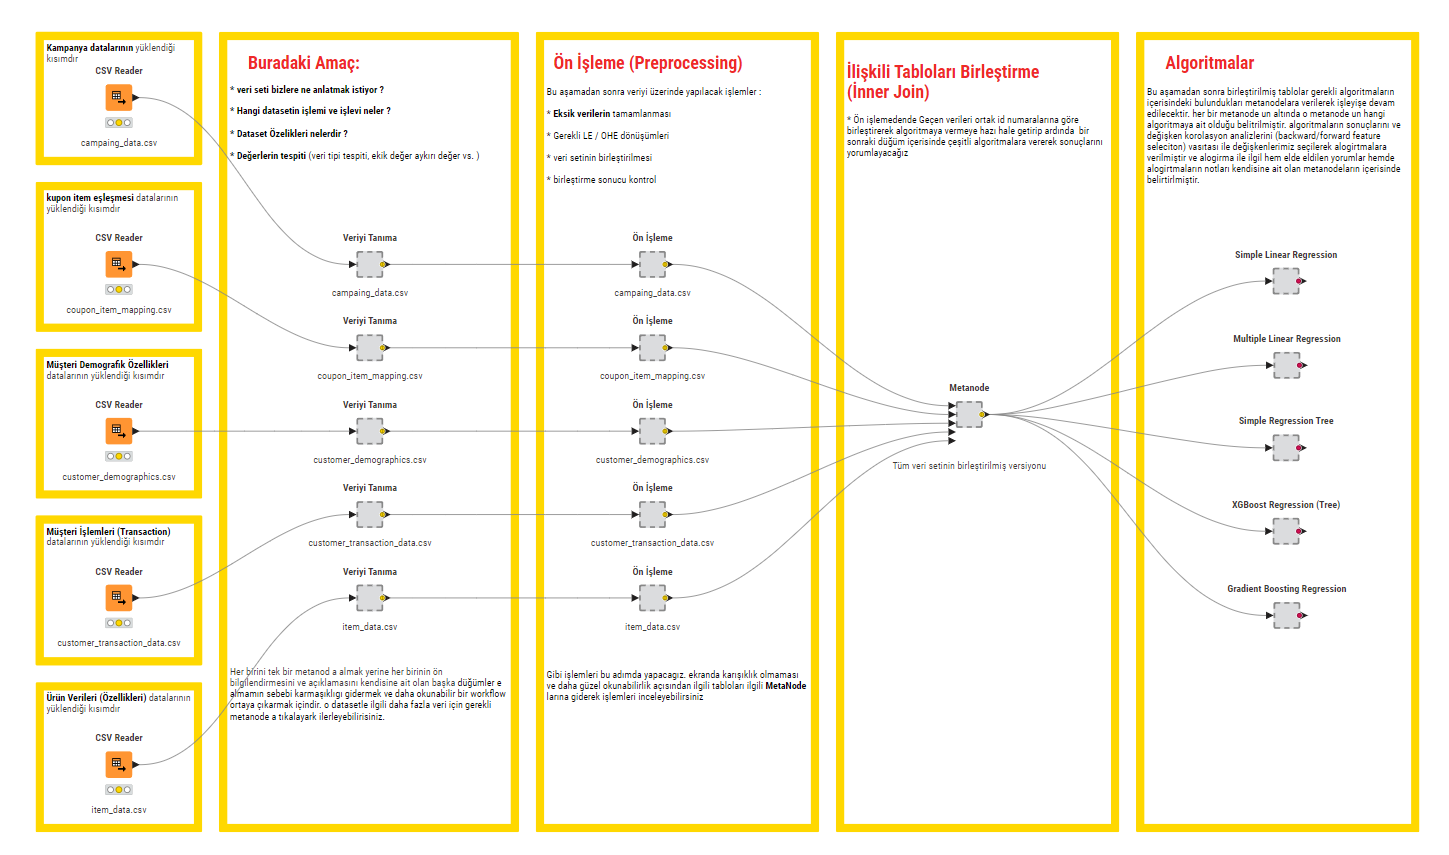 Kampanya datalarının yüklendiği
kısımdır
CSV Reader
campaing_data.csv
kupon item eşleşmesi datalarının
yüklendiği kısımdır
CSV Reader
coupon_item_mapping.csv
Müşteri Demografik Özellikleri
datalarının yüklendiği kısımdır
CSV Reader
customer_demographics.csv
Müşteri İşlemleri (Transaction)
datalarının yüklendiği kısımdır
CSV Reader
customer_transaction_data.csv
Ürün Verileri (Özellikleri) datalarının
yüklendiği kısımdır
CSV Reader
item_data.csv
Buradaki Amaç:
* veri seti bizlere ne anlatmak istiyor ?
* Hangi datasetin işlemi ve işlevi neler ?
* Dataset Özelikleri nelerdir ?
* Değerlerin tespiti (veri tipi tespiti, ekik değer aykırı değer vs. )
Veriyi Tanıma
campaing_data.csv
Veriyi Tanıma
coupon_item_mapping.csv
Veriyi Tanıma
customer_demographics.csv
Veriyi Tanıma
customer_transaction_data.csv
Veriyi Tanıma
item_data.csv
Her birini tek bir metanod a almak yerine her birinin ön
bilgilendirmesini ve açıklamasını kendisine ait olan başka düğümler e
almamın sebebi karmaşıklıgı gidermek ve daha okunabilir bir workflow
ortaya çıkarmak içindir. o datasetle ilgili daha fazla veri için gerekli
metanode a tıkalayark ilerleyebilirisiniz.
Ön İşleme (Preprocessing)
Bu aşamadan sonra veriyi üzerinde yapılacak işlemer :
* Eksik verilerin tamamlanması
* Gerekli LE / OHE dönüşümleri
* veri setinin birleştirilmesi
* birleştirme sonucu kontrol
Ön İşleme
campaing_data.csv
Ön İşleme
coupon_item_mapping.csv
Ön İşleme
customer_demographics.csv
Ön İşleme
customer_transaction_data.csv
Ön İşleme
item_data.csv
Gibi işlemleri bu adımda yapacagız. ekranda karışıklık olmaması
ve daha güzel okunabilirlik açısından ilgili tabloları ilgili MetaNode
larına giderek işlemleri inceleyebilirsiniz
İlişkili Tabloları Birleştirme
(İnner Join)
* Ön işlemedende Geçen verileri ortak id numaralarına göre
birleştirerek algoritmaya vermeye hazı hale getirip ardında bir
sonraki düğüm içerisinde çeşitli algoritmalara vererek sonuçlarını
yorumlayacağız
Metanode
Tüm veri setinin birleştirilmiş versiyonu
Algoritmalar
Bu aşamadan sonra birleştirilmiş tablolar gerekli algoritmaların
içerisindeki bulundukları metanodelara verilerek işleyişe devam
edilecektir. her bir metanode un altında o metanode un hangi
algoritmaya ait olduğu belitrilmiştir. algoritmaların sonuçlarını ve
değişken korolasyon analizlerini (backward/forward feature
seleciton) vasıtası ile değişkenlerimiz seçilerek alogirtmalara
verilmiştir ve alogirma ile ilgil hem elde eldilen yorumlar hemde
alogirtmaların notları kendisine ait olan metanodeların içerisinde
belirtirlmiştir.
Simple Linear Regression
Multiple Linear Regression
Simple Regression Tree
XGBoost Regression (Tree)
Gradient Boosting Regression